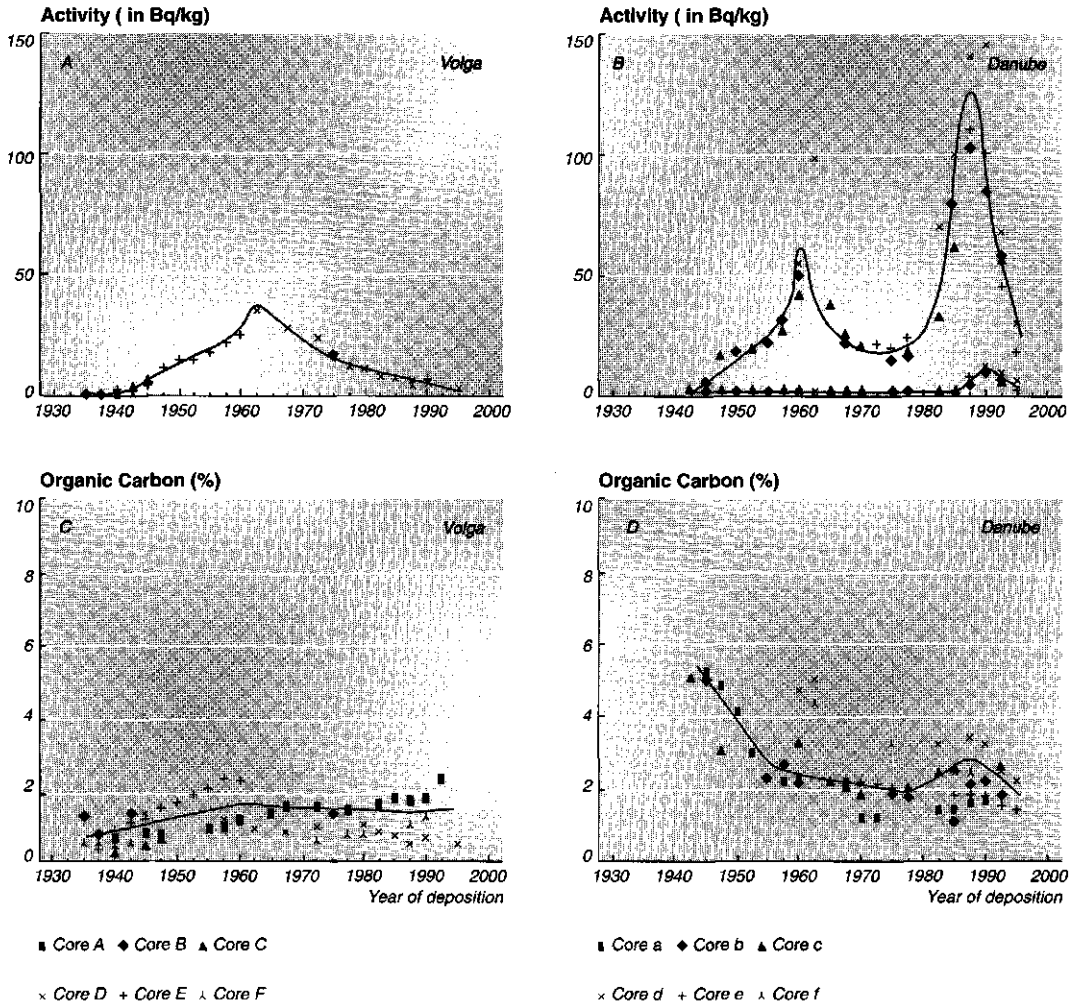 Activity ( in Bq/kg)
150
A
Volga
100
50
0
1930 1940 1950 1960 1970 1980 1990 2000
Activity ( in Bq/kg)
150
B
Danube
100
50
0
1930 1940 1950 1960 1970 1980 1990 2000
Organic Carbon (%)
10
C
Volga
8
6
4
2
0
1930 1940 1950 1960 1970 1980 1990 2000
Year of deposition
Organic Carbon (%)
10
D
Danube
8
6
4
2
0
1930 1940 1950 1960 1970 1980 1990 2000
Year of deposition
Core A Core B Core C
Core D Core E Core F
Core a Core b Core c
Core d Core e Core f